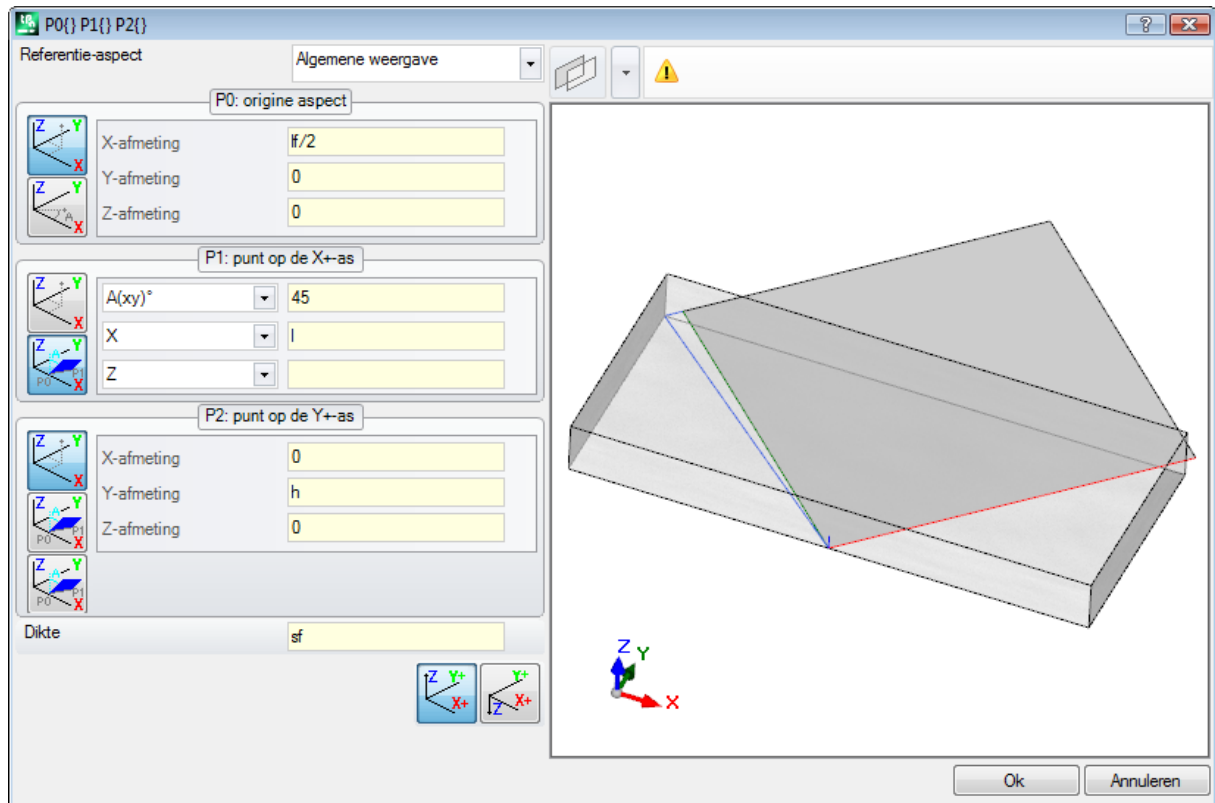 P0{} P1{} P2{}
Referentie-aspect
Algemene weergave
P0: origine aspect
X-afmeting
lf/2
Y-afmeting
0
Z-afmeting
0
P1: punt op de X+-as
A(xy)°
45
X
l
Z
P2: punt op de Y+-as
X-afmeting
0
Y-afmeting
h
Z-afmeting
0
Dikte
sf
Z Y+
X+
Y+
Z X+
Z Y
X
Ok
Annuleren